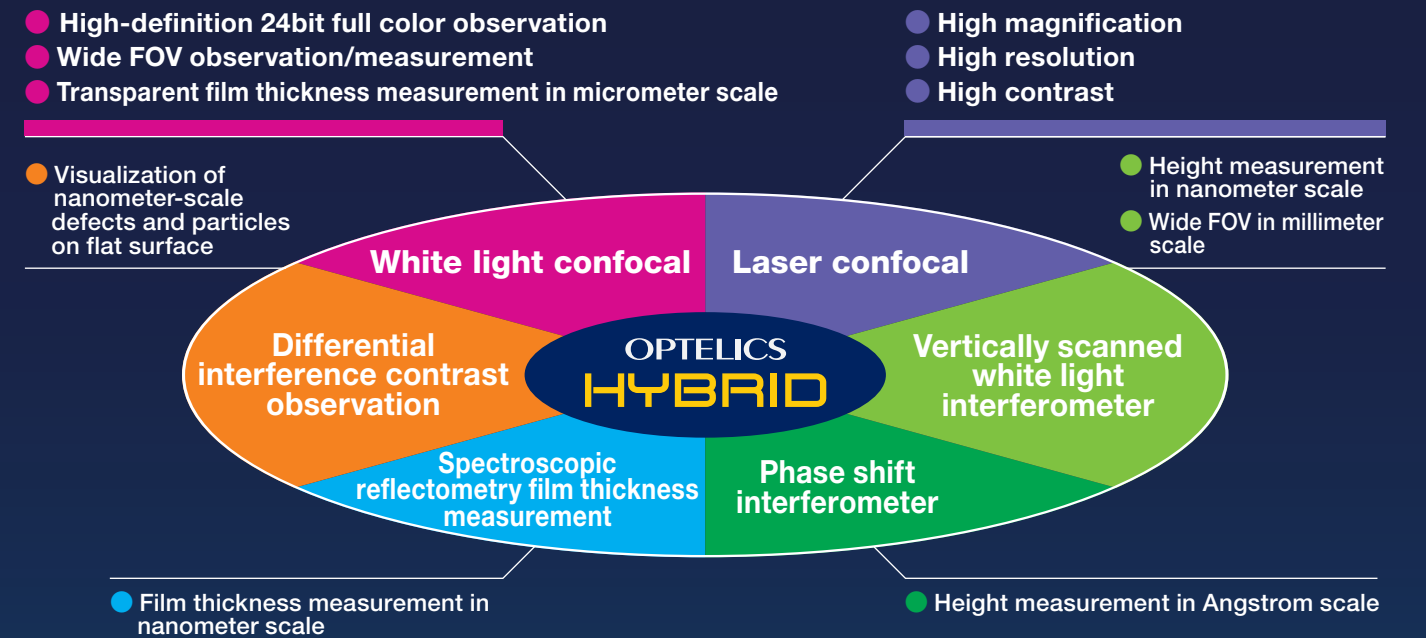 High-definition 24bit full color observation
Wide FOV observation/measurement
Transparent film thickness measurement in micrometer scale
High magnification
High resolution
High contrast
Visualization of
nanometer-scale
defects and particles
on flat surface
Height measurement
in nanometer scale
Wide FOV in millimeter
scale
White light confocal
Laser confocal
Differential
interference contrast
observation
OPTELICS
HYBRID
Vertically scanned
white light
interferometer
Spectroscopic
reflectometry film thickness
measurement
Phase shift
interferometer
Film thickness measurement in
nanometer scale
Height measurement in Angstrom scale